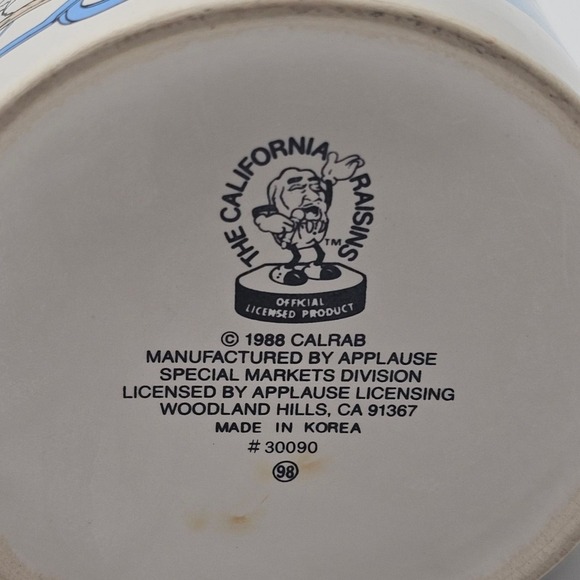 THE CALIFORNIA RAISINS
TM
OFFICIAL
LICENSED PRODUCT
© 1988 CALRAB
MANUFACTURED BY APPLAUSE
SPECIAL MARKETS DIVISION
LICENSED BY APPLAUSE LICENSING
WOODLAND HILLS, CA 91367
MADE IN KOREA
# 30090
98